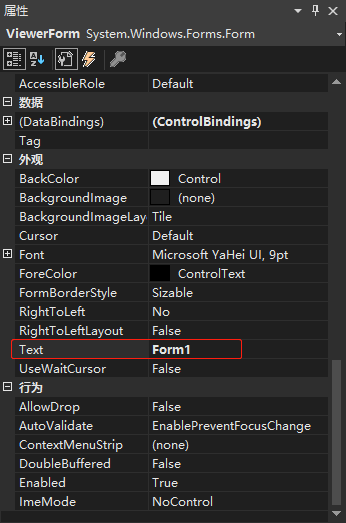 属性
ViewerForm System.Windows.Forms.Form
AccessibleRole Default
数据
(DataBindings) (ControlBindings)
Tag
外观
BackColor Control
BackgroundImage (none)
BackgroundImageLayo Tile
Cursor Default
Font Microsoft YaHei UI, 9pt
ForeColor ControlText
FormBorderStyle Sizable
RightToLeft No
RightToLeftLayout False
Text Form1
UseWaitCursor False
行为
AllowDrop False
AutoValidate EnablePreventFocusChange
ContextMenuStrip (none)
DoubleBuffered False
Enabled True
ImeMode NoControl